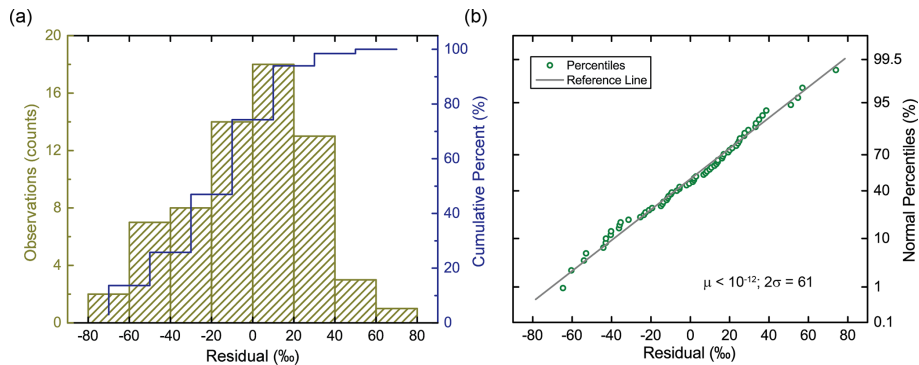 (a)
20
16
12
8
4
0
Observations (counts)
100
80
60
40
20
0
Cumulative Percent (%)
-80 -60 -40 -20 0 20 40 60 80
Residual (‰)
(b)
Percentiles
Reference Line
99.5
95
70
40
10
1
0.1
Normal Percentiles (%)
μ < 10⁻¹²; 2σ = 61
-80 -60 -40 -20 0 20 40 60 80
Residual (‰)